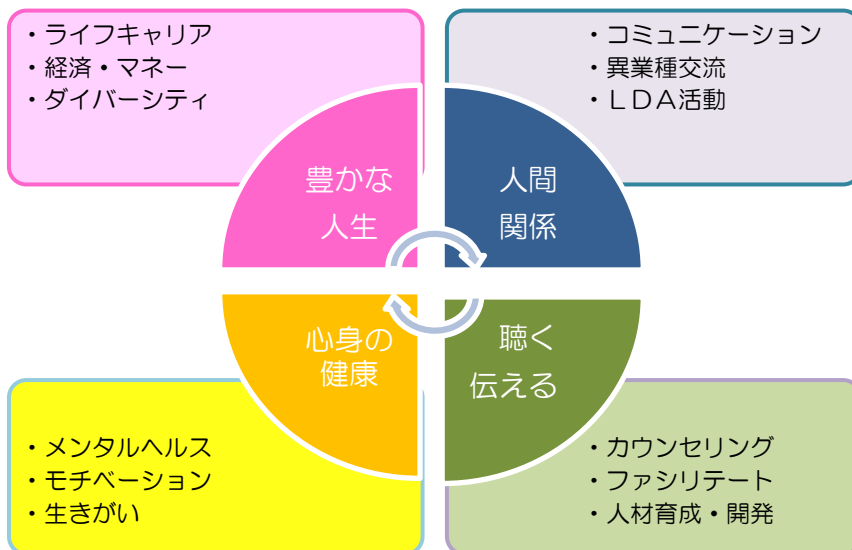 ・ライフキャリア
・経済・マネー
・ダイバーシティ
・コミュニケーション
・異業種交流
・ＬＤＡ活動
豊かな
人生
人間
関係
心身の
健康
聴く
伝える
・メンタルヘルス
・モチベーション
・生きがい
・カウンセリング
・ファシリテート
・人材育成・開発